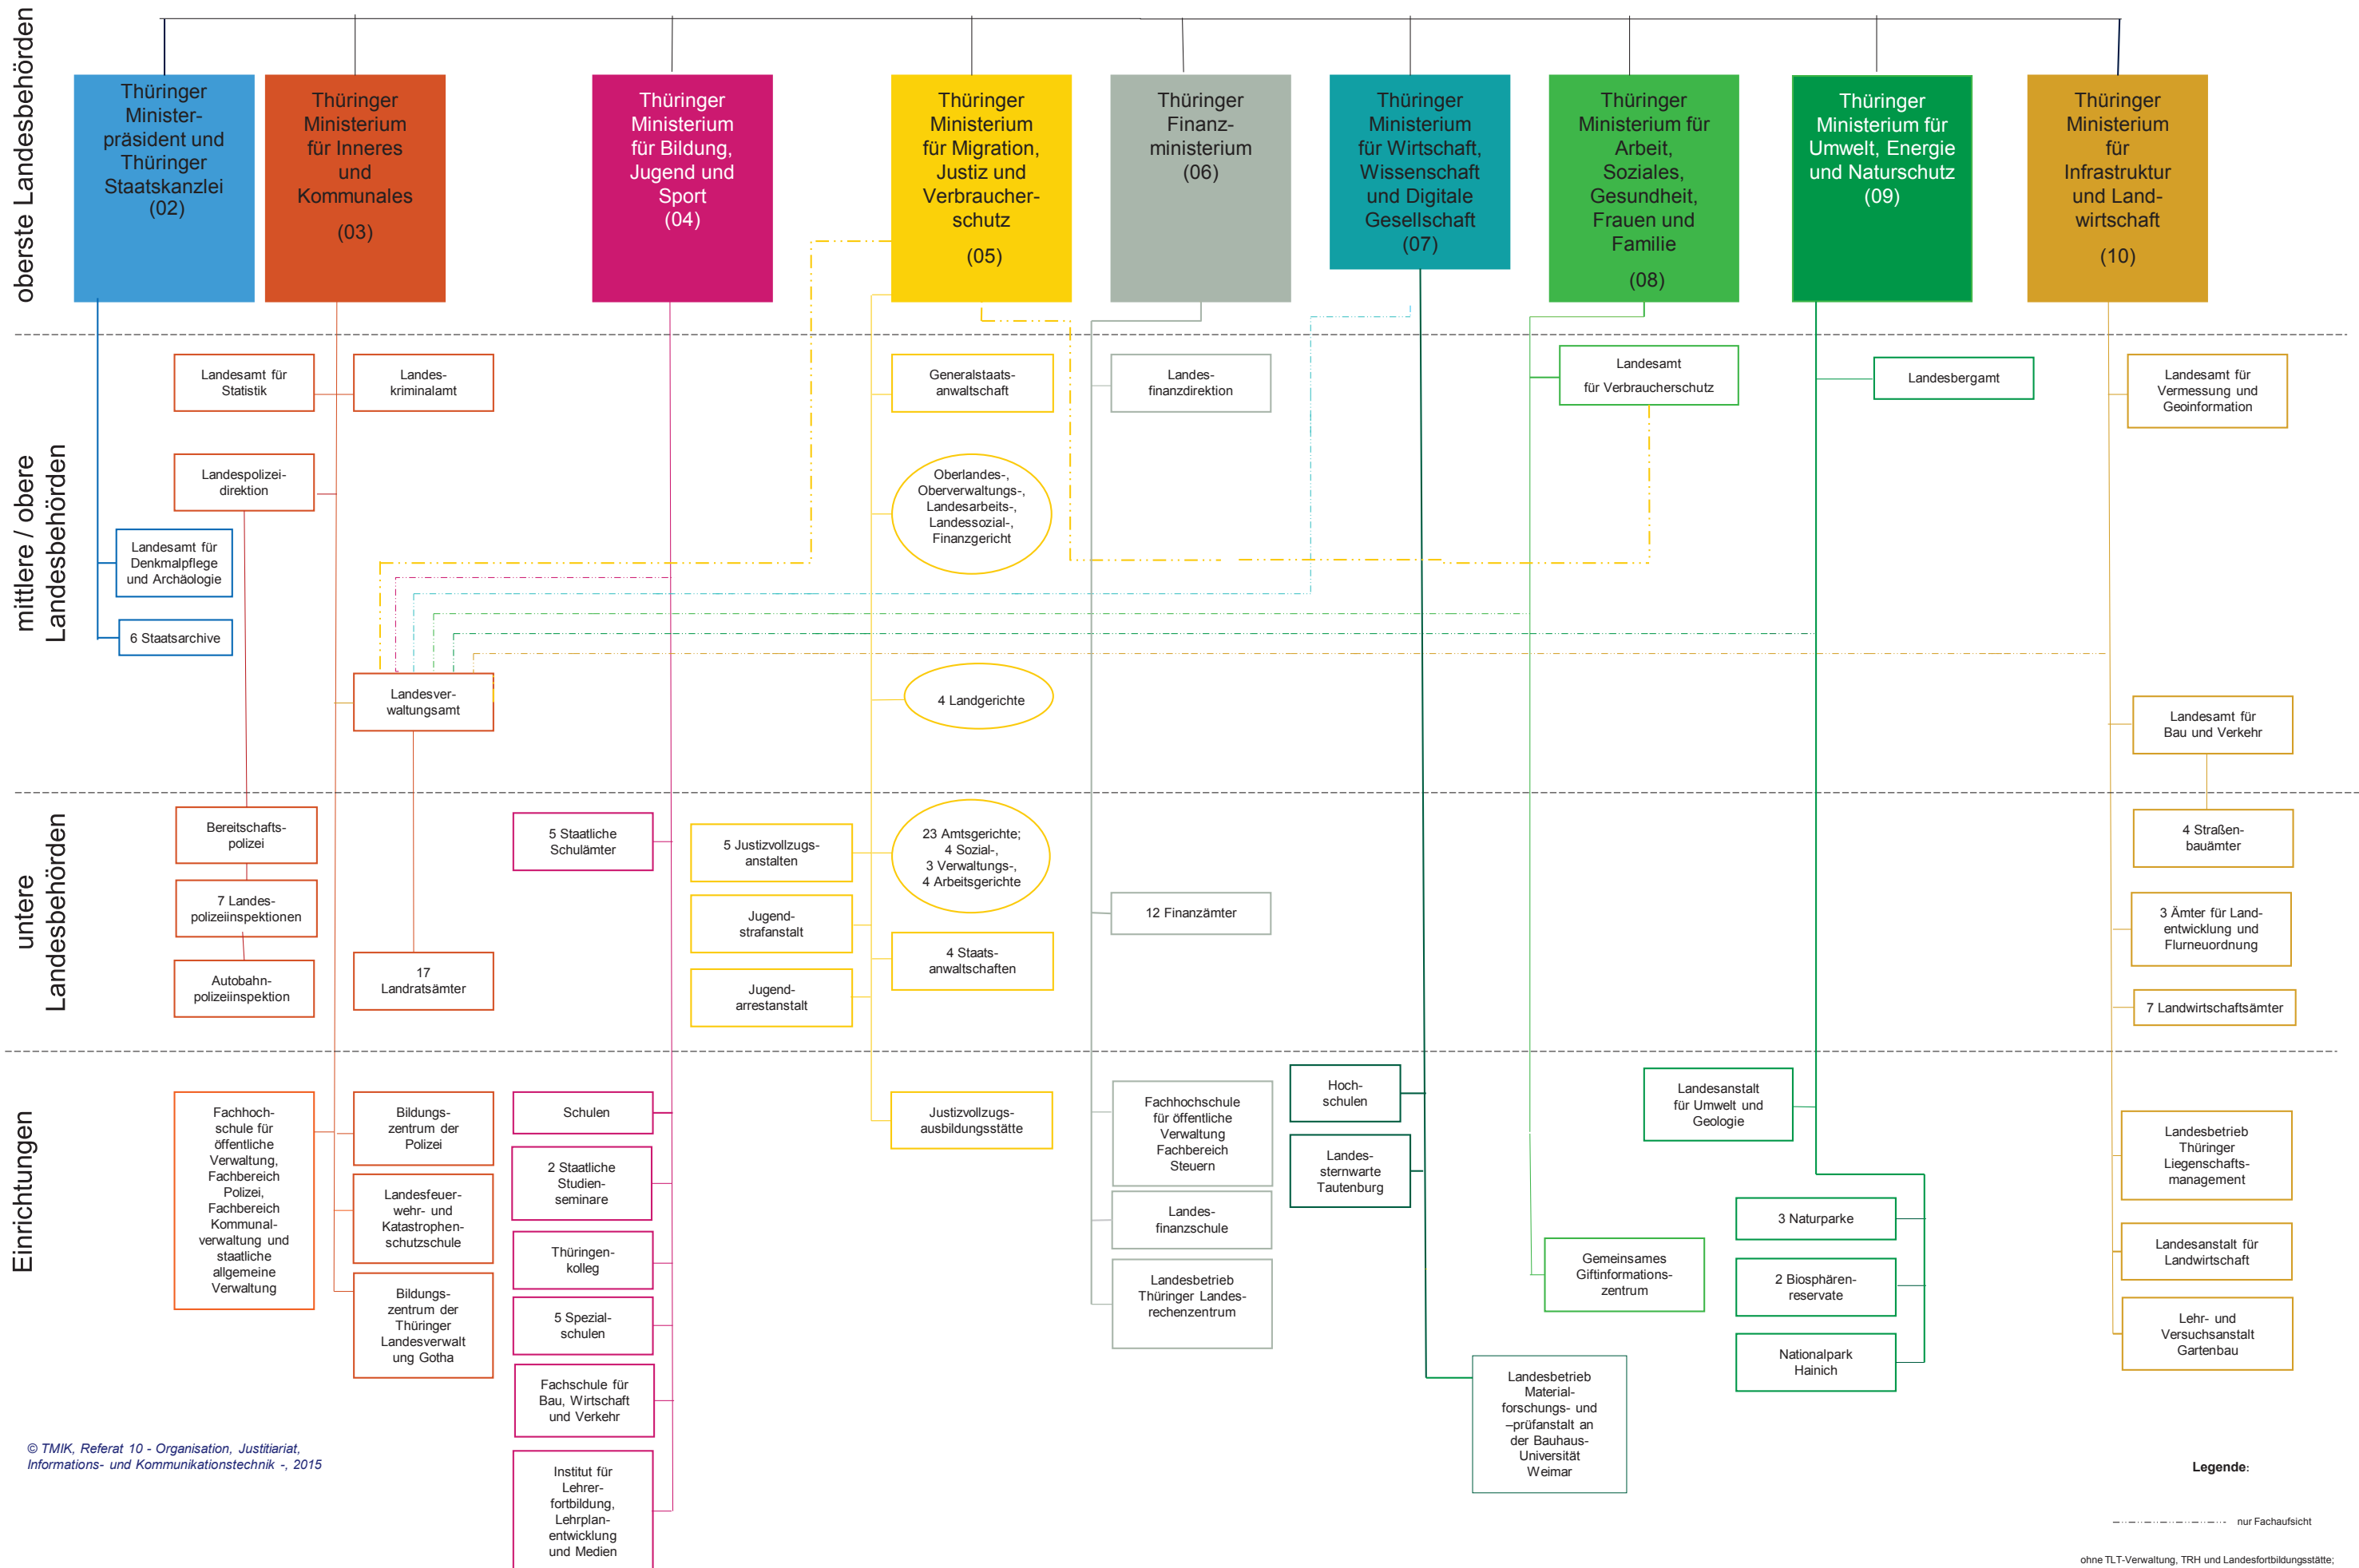 oberste Landesbehörden
Thüringer
Minister-
präsident und
Thüringer
Staatskanzlei
(02)
Thüringer
Ministerium
für Inneres
und
Kommunales
(03)
Thüringer
Ministerium
für Bildung,
Jugend und
Sport
(04)
Thüringer
Ministerium
für Migration,
Justiz und
Verbraucher-
schutz
(05)
Thüringer
Finanz-
ministerium
(06)
Thüringer
Ministerium
für Wirtschaft,
Wissenschaft
und Digitale
Gesellschaft
(07)
Thüringer
Ministerium für
Arbeit,
Soziales,
Gesundheit,
Frauen und
Familie
(08)
Thüringer
Ministerium für
Umwelt, Energie
und Naturschutz
(09)
Thüringer
Ministerium
für
Infrastruktur
und Land-
wirtschaft
(10)
mittlere / obere
Landesbehörden
Landesamt für
Statistik
Landes-
kriminalamt
Landespolizei-
direktion
Landesamt für
Denkmalpflege
und Archäologie
6 Staatsarchive
Landesver-
waltungsamt
Generalstaats-
anwaltschaft
Oberlandes-,
Oberverwaltungs-,
Landesarbeits-,
Landessozial-,
Finanzgericht
4 Landgerichte
Landes-
finanzdirektion
Landesamt
für Verbraucherschutz
Landesbergamt
Landesamt für
Vermessung und
Geoinformation
Landesamt für
Bau und Verkehr
untere
Landesbehörden
Bereitschafts-
polizei
7 Landes-
polizeiinspektionen
Autobahn-
polizeiinspektion
17
Landratsämter
5 Staatliche
Schulämter
5 Justizvollzugs-
anstalten
Jugend-
strafanstalt
Jugend-
arrestanstalt
23 Amtsgerichte;
4 Sozial-,
3 Verwaltungs-,
4 Arbeitsgerichte
4 Staats-
anwaltschaften
12 Finanzämter
4 Straßen-
bauämter
3 Ämter für Land-
entwicklung und
Flurneuordnung
7 Landwirtschaftsämter
Einrichtungen
Fachhoch-
schule für
öffentliche
Verwaltung,
Fachbereich
Polizei,
Fachbereich
Kommunal-
verwaltung und
staatliche
allgemeine
Verwaltung
Bildungs-
zentrum der
Polizei
Landesfeuer-
wehr- und
Katastrophen-
schutzschule
Bildungs-
zentrum der
Thüringer
Landesverwalt
ung Gotha
Schulen
2 Staatliche
Studien-
seminare
Thüringen-
kolleg
5 Spezial-
schulen
Fachschule für
Bau, Wirtschaft
und Verkehr
Institut für
Lehrer-
fortbildung,
Lehrplan-
entwicklung
und Medien
Justizvollzugs-
ausbildungsstätte
Fachhochschule
für öffentliche
Verwaltung
Fachbereich
Steuern
Landes-
finanzschule
Landesbetrieb
Thüringer Landes-
rechenzentrum
Hoch-
schulen
Landes-
sternwarte
Tautenburg
Landesbetrieb
Material-
forschungs- und
–prüfanstalt an
der Bauhaus-
Universität
Weimar
Gemeinsames
Giftinformations-
zentrum
Landesanstalt
für Umwelt und
Geologie
3 Naturparke
2 Biosphären-
reservate
Nationalpark
Hainich
Landesbetrieb
Thüringer
Liegenschafts-
management
Landesanstalt für
Landwirtschaft
Lehr- und
Versuchsanstalt
Gartenbau
© TMIK, Referat 10 - Organisation, Justitiariat,
Informations- und Kommunikationstechnik -, 2015
Legende:
nur Fachaufsicht
ohne TLT-Verwaltung, TRH und Landesfortbildungsstätte;